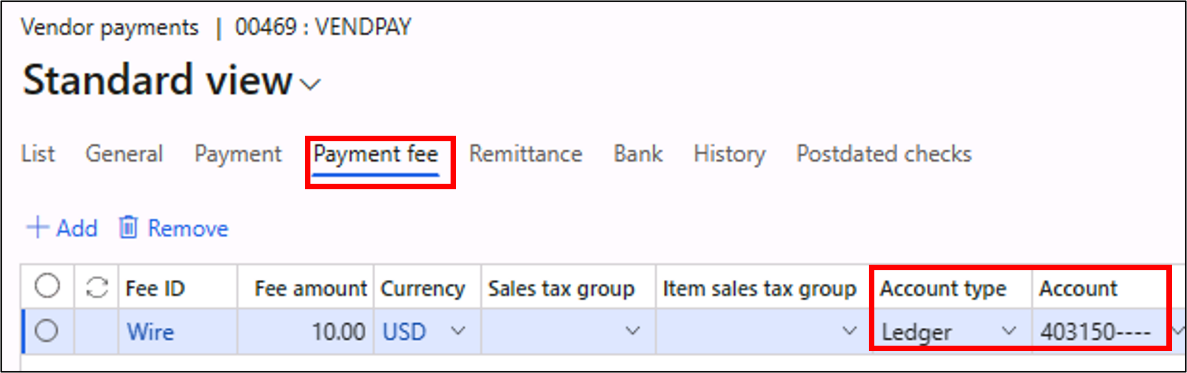 Vendor payments | 00469 : VENDPAY
Standard view
List General Payment Payment fee Remittance Bank History Postdated checks
Add Remove
Fee ID Fee amount Currency Sales tax group Item sales tax group Account type Account
Wire 10.00 USD Ledger 403150----